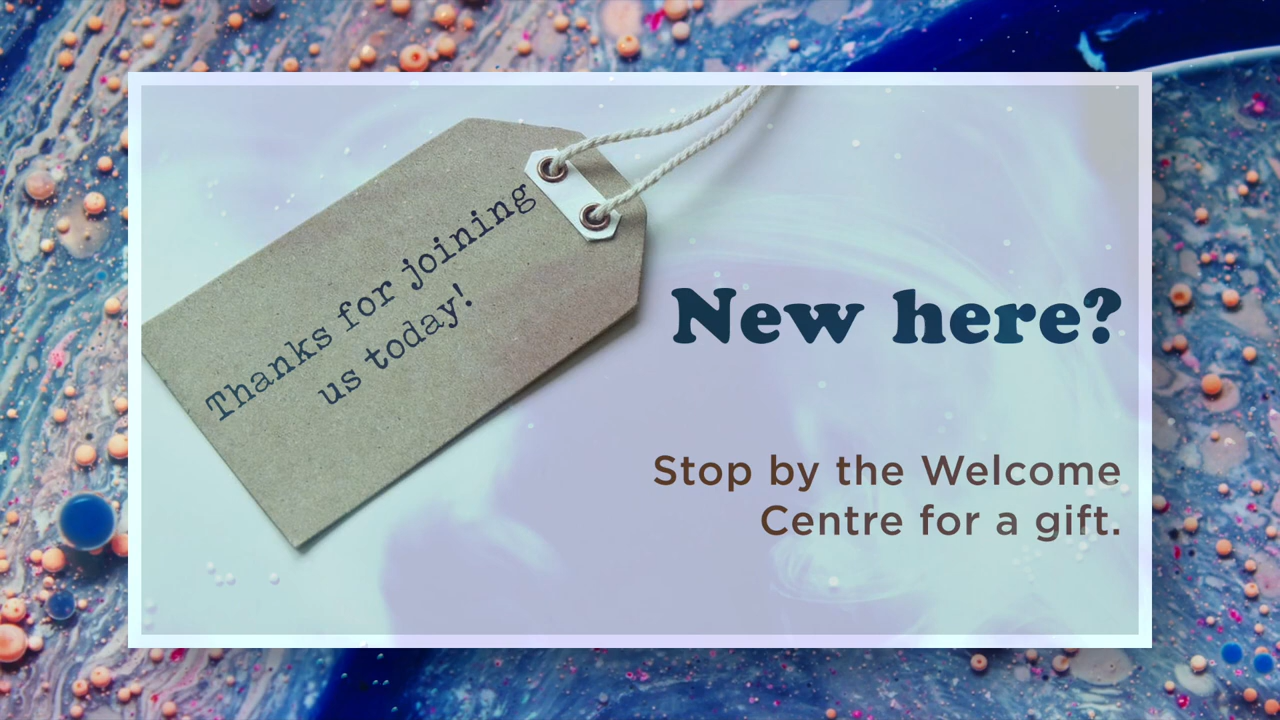 Thanks for joining
us today!
New here?
Stop by the Welcome
Centre for a gift.